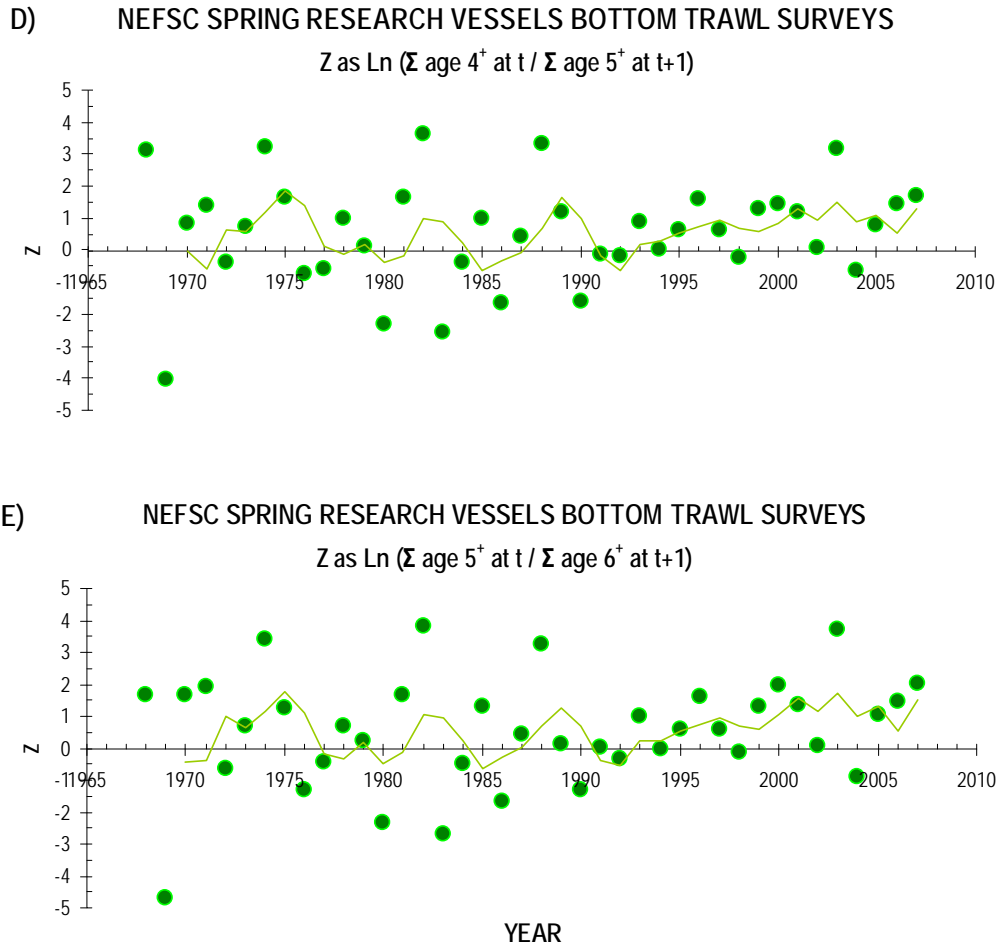 D) NEFSC SPRING RESEARCH VESSELS BOTTOM TRAWL SURVEYS
Z as Ln (Σ age 4+ at t / Σ age 5+ at t+1)
5
4
3
2
1
0
-1
-2
-3
-4
-5
Z
1965 1970 1975 1980 1985 1990 1995 2000 2005 2010
E) NEFSC SPRING RESEARCH VESSELS BOTTOM TRAWL SURVEYS
Z as Ln (Σ age 5+ at t / Σ age 6+ at t+1)
5
4
3
2
1
0
-1
-2
-3
-4
-5
Z
1965 1970 1975 1980 1985 1990 1995 2000 2005 2010
YEAR